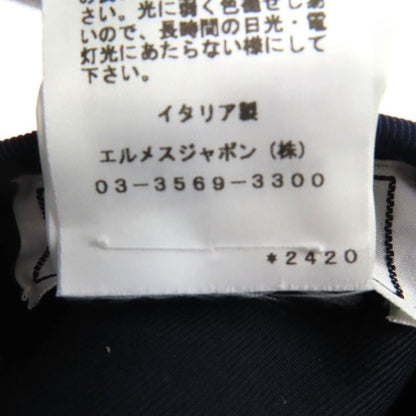 さい。光に弱く色褪せし易
いので、長時間の日光・電
灯光にあたらない様にして
下さい。
イタリア製
エルメスジャポン(株)
03-3569-3300
*2420